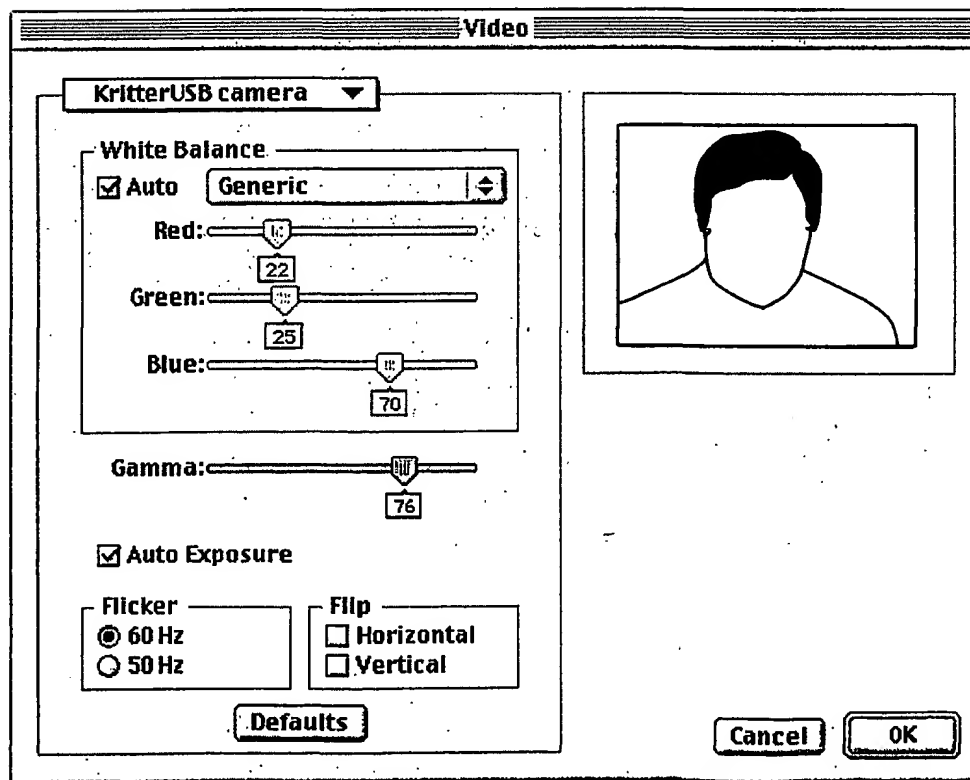 Video
KritterUSB camera
White Balance
Auto Generic
Red:
22
Green:
25
Blue:
70
Gamma:
76
Auto Exposure
Flicker
60 Hz
50 Hz
Flip
Horizontal
Vertical
Defaults
Cancel OK